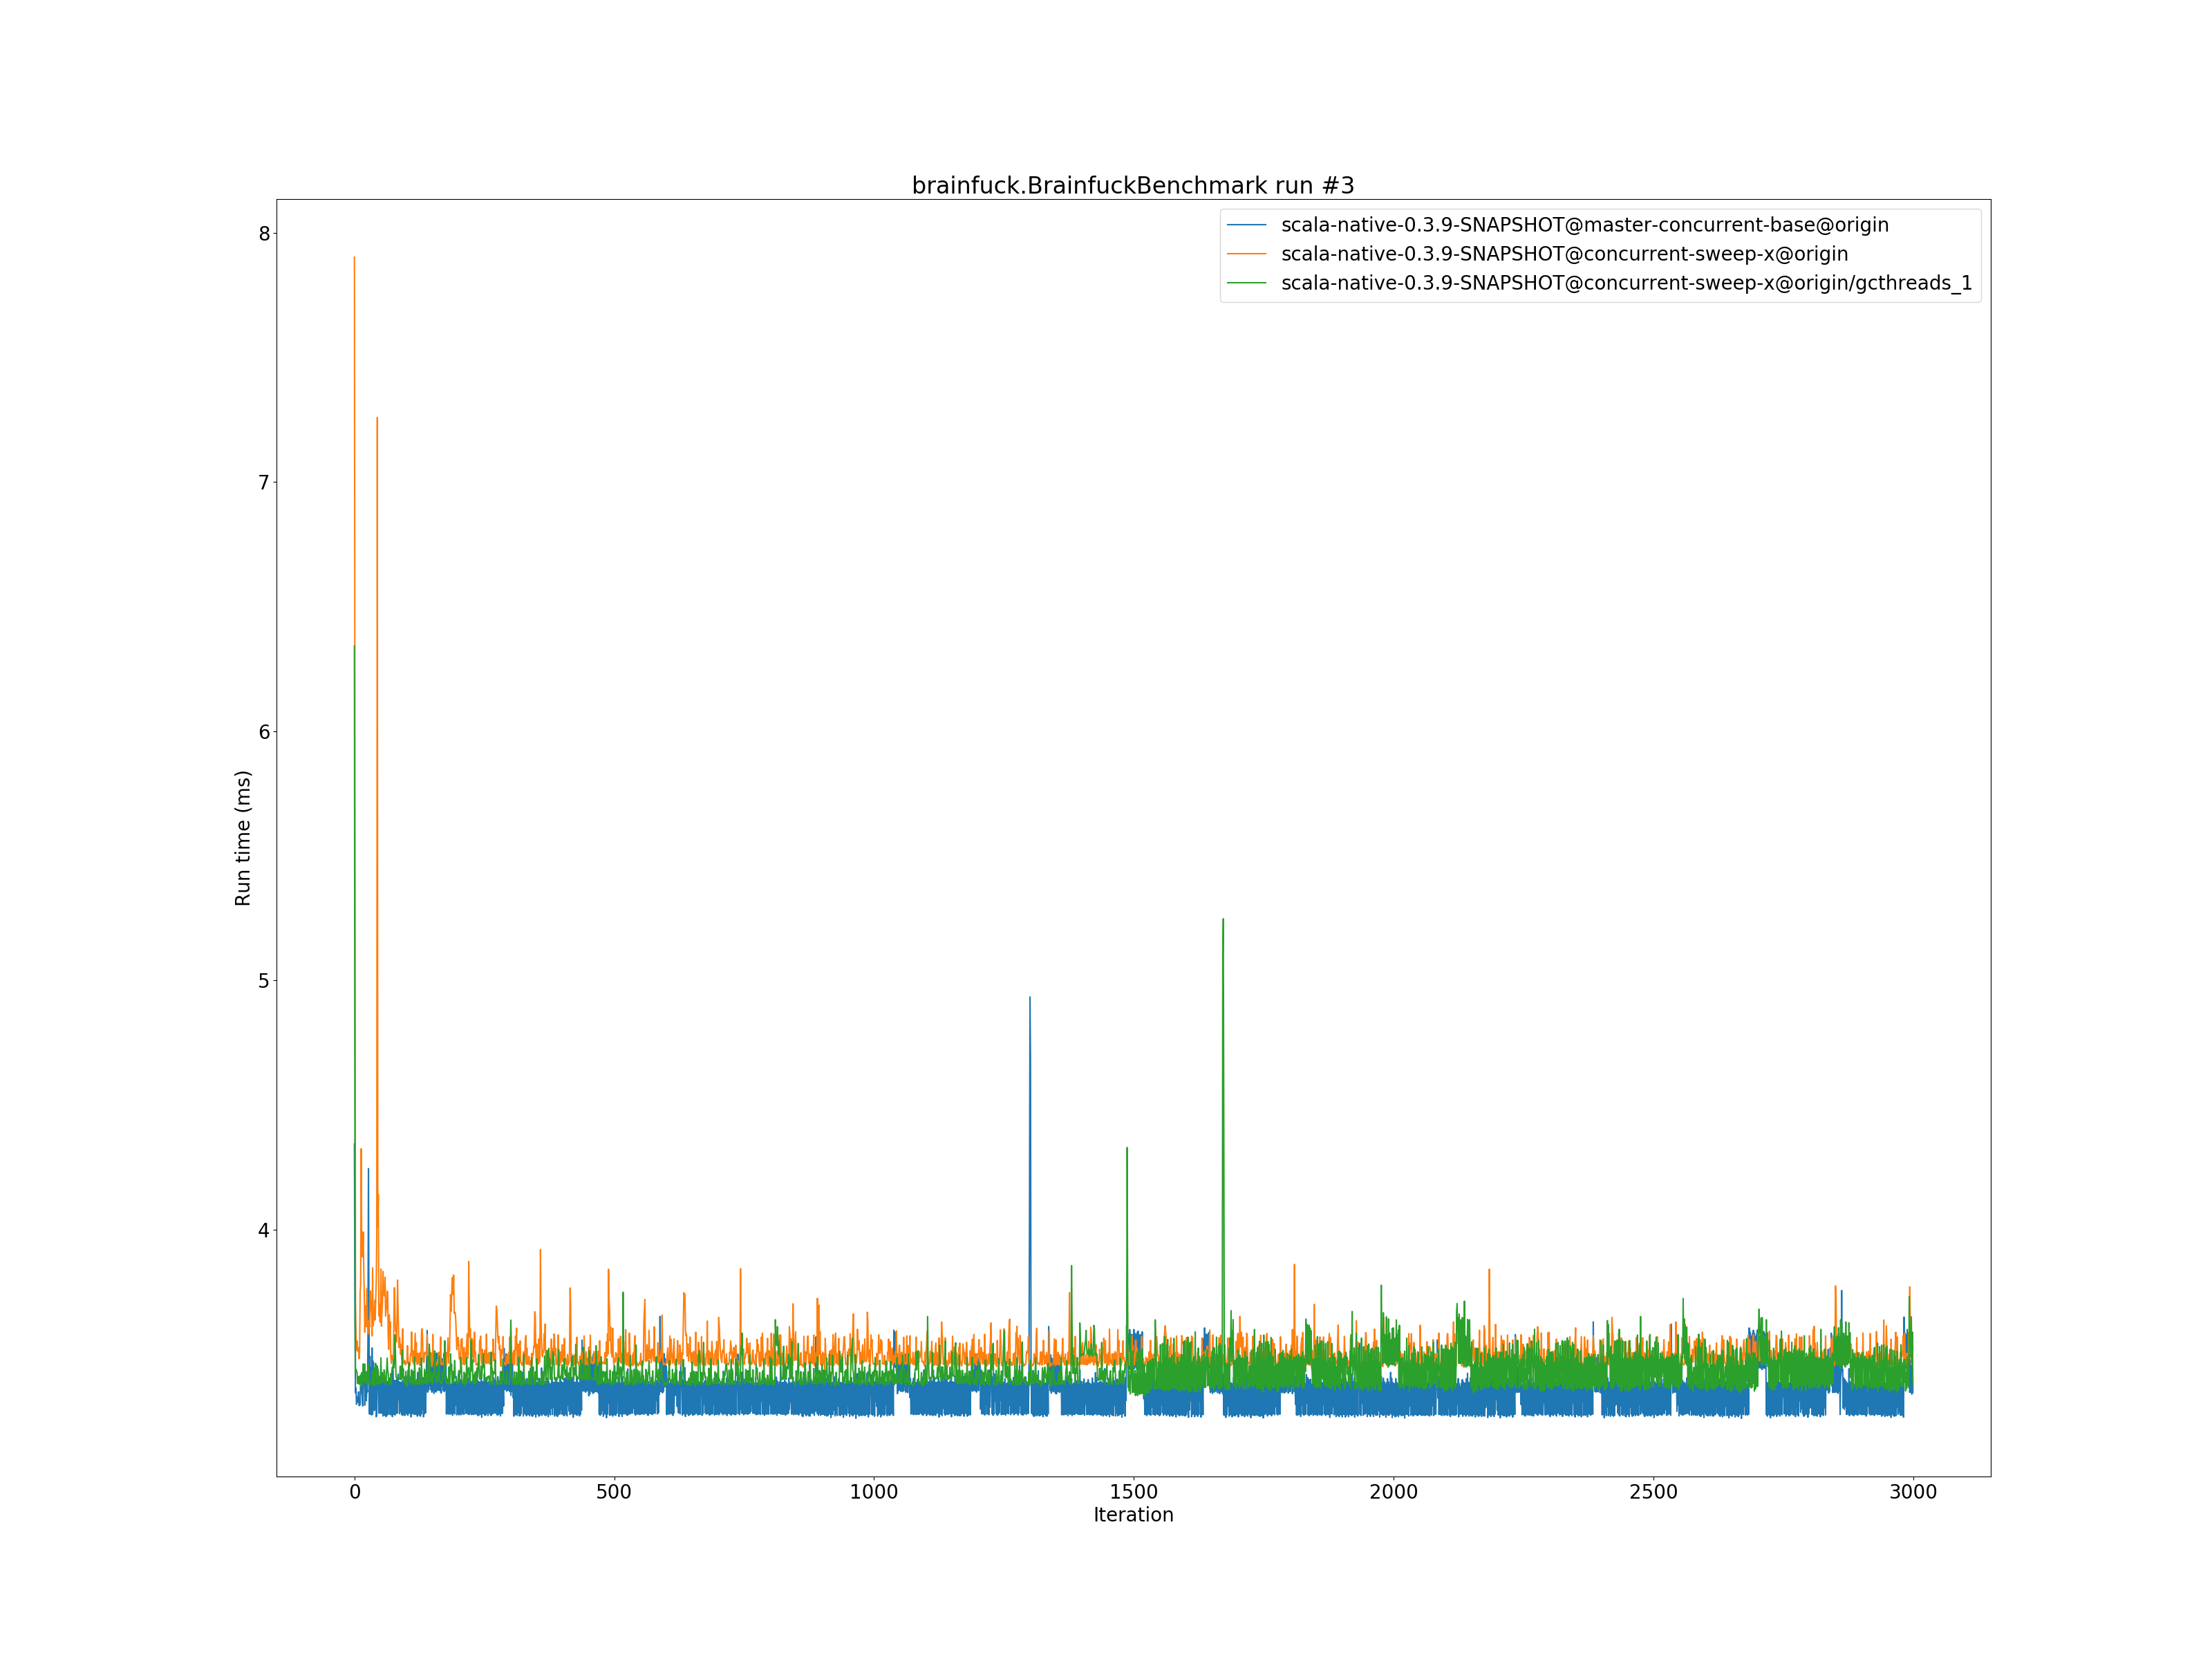 brainfuck.BrainfuckBenchmark run #3
scala-native-0.3.9-SNAPSHOT@master-concurrent-base@origin
scala-native-0.3.9-SNAPSHOT@concurrent-sweep-x@origin
scala-native-0.3.9-SNAPSHOT@concurrent-sweep-x@origin/gcthreads_1
8
7
6
5
4
Run time (ms)
0 500 1000 1500 2000 2500 3000
Iteration